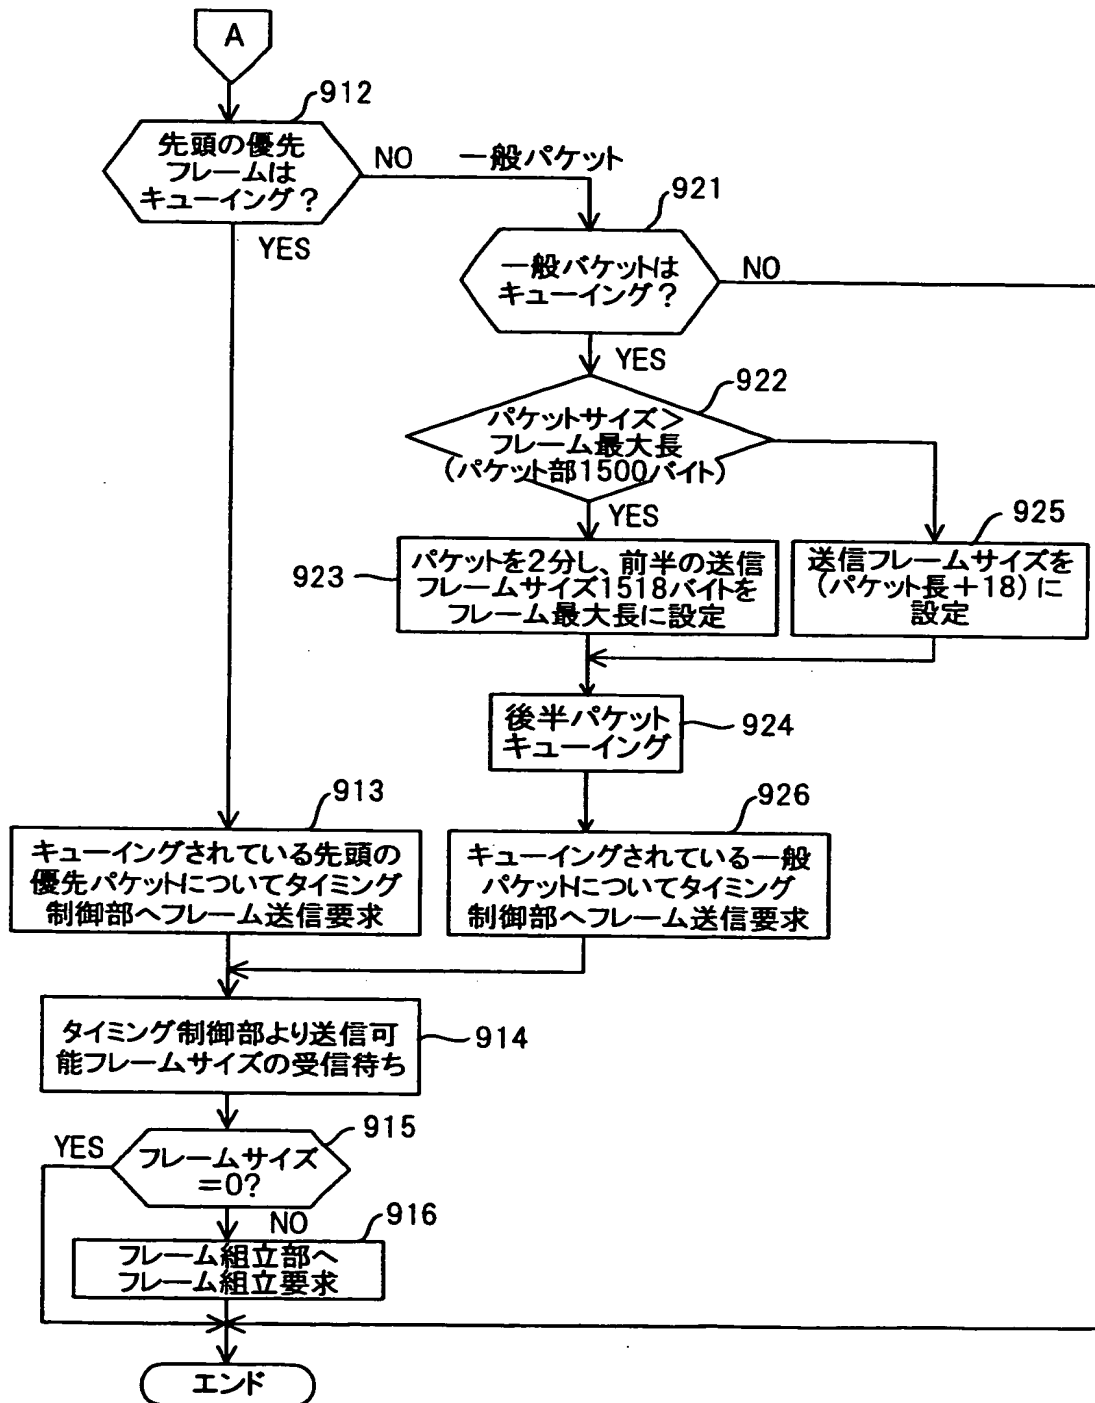 A
912
先頭の優先
フレームは
キューイング？
NO 一般パケット
YES
921
一般バケットは
キューイング？
NO
YES
922
パケットサイズ＞
フレーム最大長
(パケット部1500バイト)
YES
923
パケットを2分し、前半の送信
フレームサイズ1518バイトを
フレーム最大長に設定
925
送信フレームサイズを
(パケット長＋18)に
設定
後半パケット
キューイング
924
913
キューイングされている先頭の
優先パケットについてタイミング
制御部へフレーム送信要求
926
キューイングされている一般
パケットについてタイミング
制御部へフレーム送信要求
タイミング制御部より送信可
能フレームサイズの受信待ち
914
915
YES
フレームサイズ
＝0?
NO
916
フレーム組立部へ
フレーム組立要求
エンド